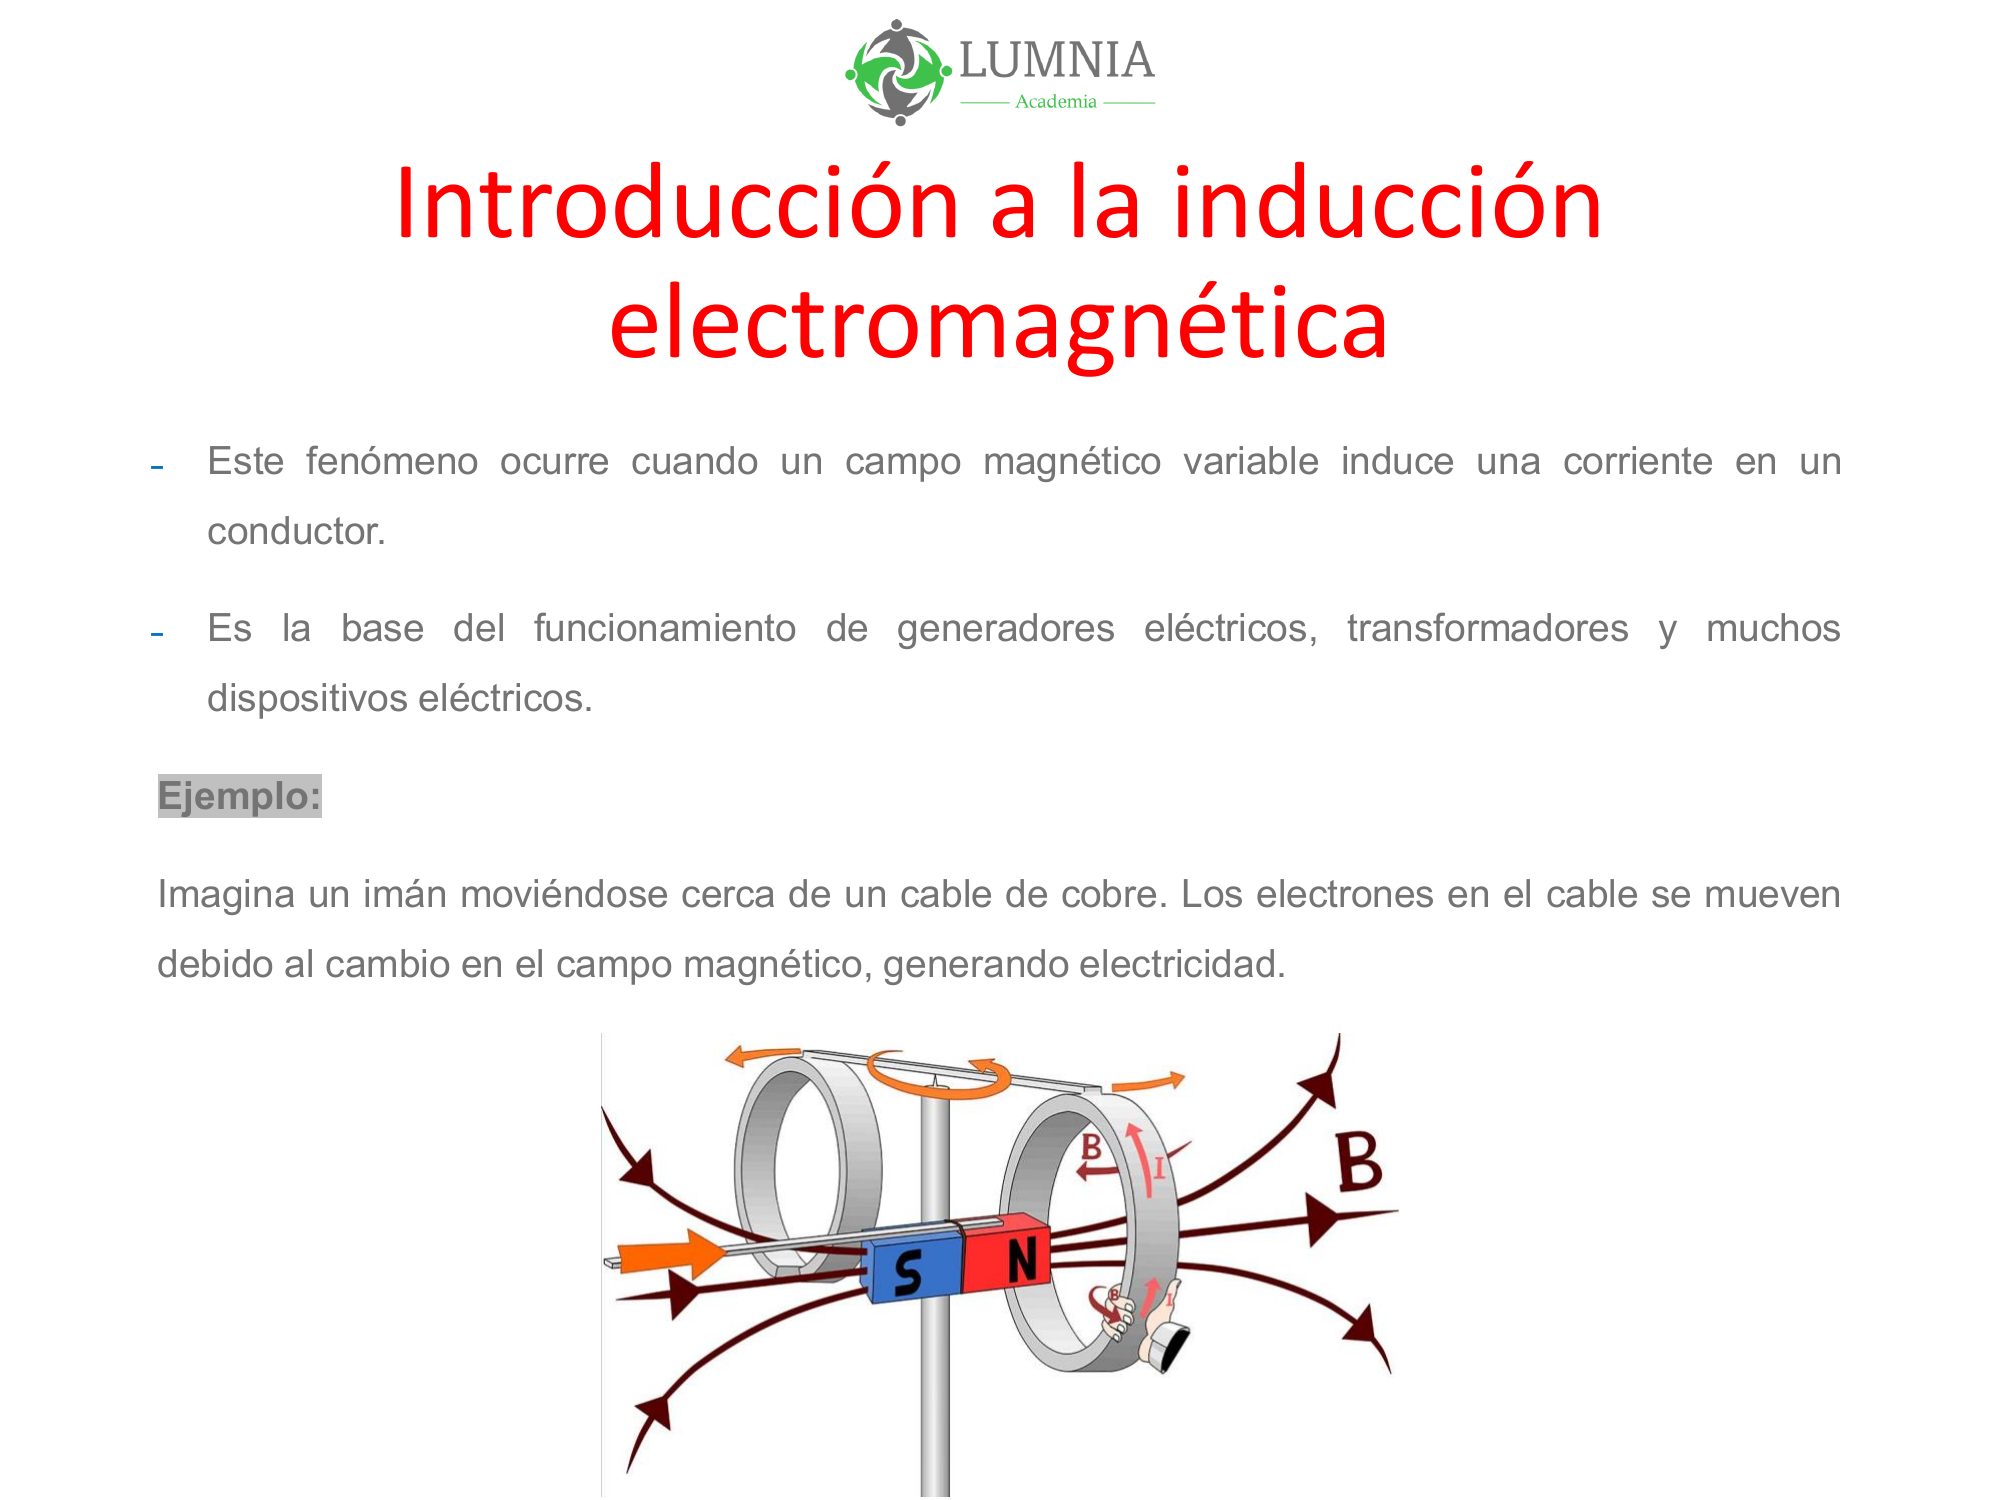 LUMNIA
Academia
Introducción a la inducción
electromagnética
- Este fenómeno ocurre cuando un campo magnético variable induce una corriente en un
conductor.
- Es la base del funcionamiento de generadores eléctricos, transformadores y muchos
dispositivos eléctricos.
Ejemplo:
Imagina un imán moviéndose cerca de un cable de cobre. Los electrones en el cable se mueven
debido al cambio en el campo magnético, generando electricidad.
B
I
B
S
N
B
I